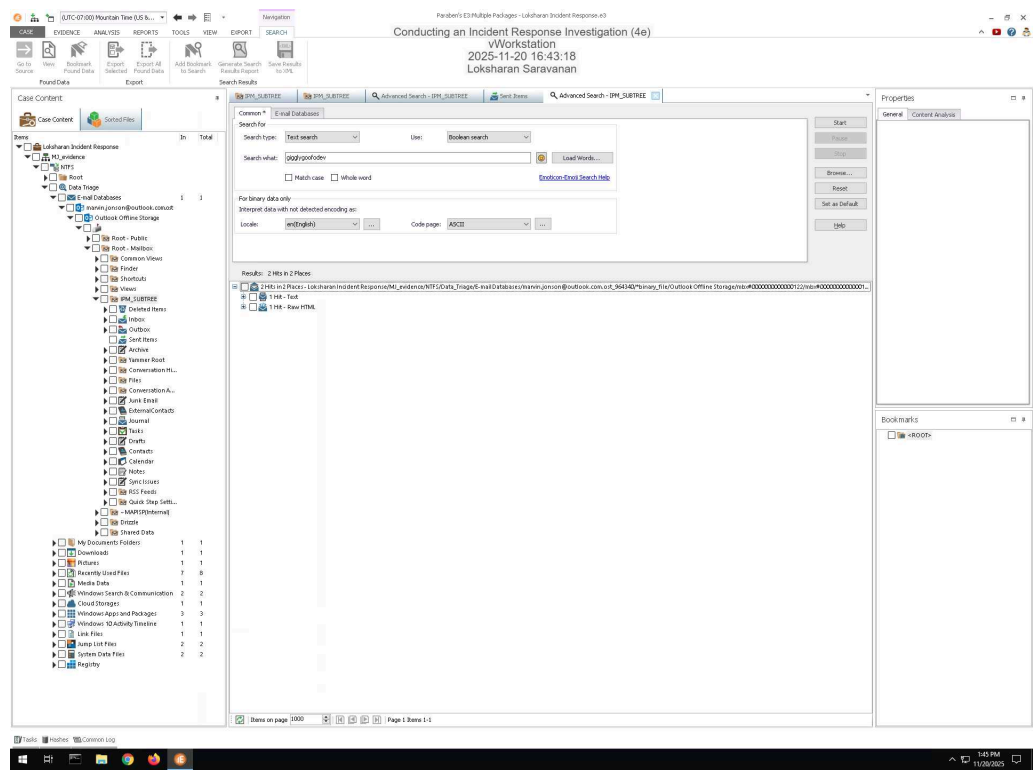 (UTC-07:00) Mountain Time (US &...
Navigation
Paraben's E3:Multiple Packages - Loksharan Incident Response.e3
CASE EVIDENCE ANALYSIS REPORTS TOOLS VIEW EXPORT SEARCH
Conducting an Incident Response Investigation (4e)
vWorkstation
2025-11-20 16:43:18
Loksharan Saravanan
Go to Source
View
Bookmark Found Data
Export Selected
Export All Found Data
Add Bookmark to Search
Generate Search Results Report
Save Results to XML
Found Data
Export
Search Results
Case Content
Case Content
Sorted Files
Items In Total
Loksharan Incident Response
MJ_evidence
NTFS
Root
Data Triage
E-mail Databases 1 1
marvin.jonson@outlook.com.ost
Outlook Offline Storage
Root - Public
Root - Mailbox
Common Views
Finder
Shortcuts
Views
IPM_SUBTREE
Deleted Items
Inbox
Outbox
Sent Items
Archive
Yammer Root
Conversation Hi...
Files
Conversation A...
Junk Email
ExternalContacts
Journal
Tasks
Drafts
Contacts
Calendar
Notes
Sync Issues
RSS Feeds
Quick Step Setti...
~MAPISP(Internal)
Drizzle
Shared Data
My Documents Folders 1 1
Downloads 1 1
Pictures 1 1
Recently Used Files 7 8
Media Data 1 1
Windows Search & Communication 2 2
Cloud Storages 1 1
Windows Apps and Packages 3 3
Windows 10 Activity Timeline 1 1
Link Files 1 1
Jump List Files 2 2
System Data Files 2 2
Registry
IPM_SUBTREE
IPM_SUBTREE
Advanced Search - IPM_SUBTREE
Sent Items
Advanced Search - IPM_SUBTREE
Common *
E-mail Databases
Search for
Search type: Text search
Use: Boolean search
Search what: gigglygoofodev
Load Words...
Match case
Whole word
Emoticon-Emoji Search Help
For binary data only
Interpret data with not detected encoding as:
Locale: en(English) ...
Code page: ASCII ...
Start
Pause
Stop
Browse...
Reset
Set as Default
Help
Results: 2 Hits in 2 Places
2 Hits in 2 Places - Loksharan Incident Response/MJ_evidence/NTFS/Data_Triage/E-mail Databases/marvin.jonson@outlook.com.ost_964340/*binary_file/Outlook Offline Storage/mbx#0000000000000122/mbx#00000000000001...
1 Hit - Text
1 Hit - Raw HTML
Items on page 1000
Page 1 Items 1-1
Properties
General
Content Analysis
Bookmarks
<ROOT>
Tasks
Hashes
Common Log
1:45 PM
11/20/2025